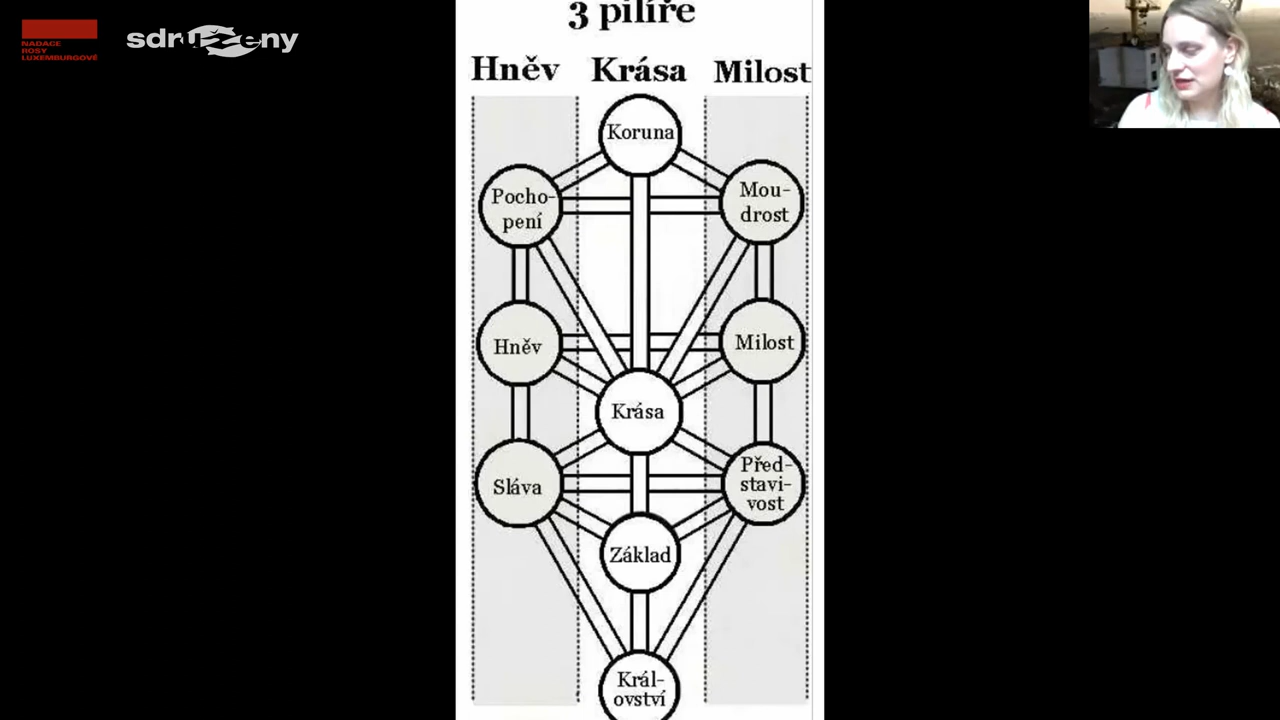 NADACE
ROSY
LUXEMBURGOVÉ
sdružzeny
3 pilíře
Hněv Krása Milost
Koruna
Pocho-
pení
Mou-
drost
Hněv
Milost
Krása
Sláva
Před-
stavi-
vost
Základ
Král-
ovství